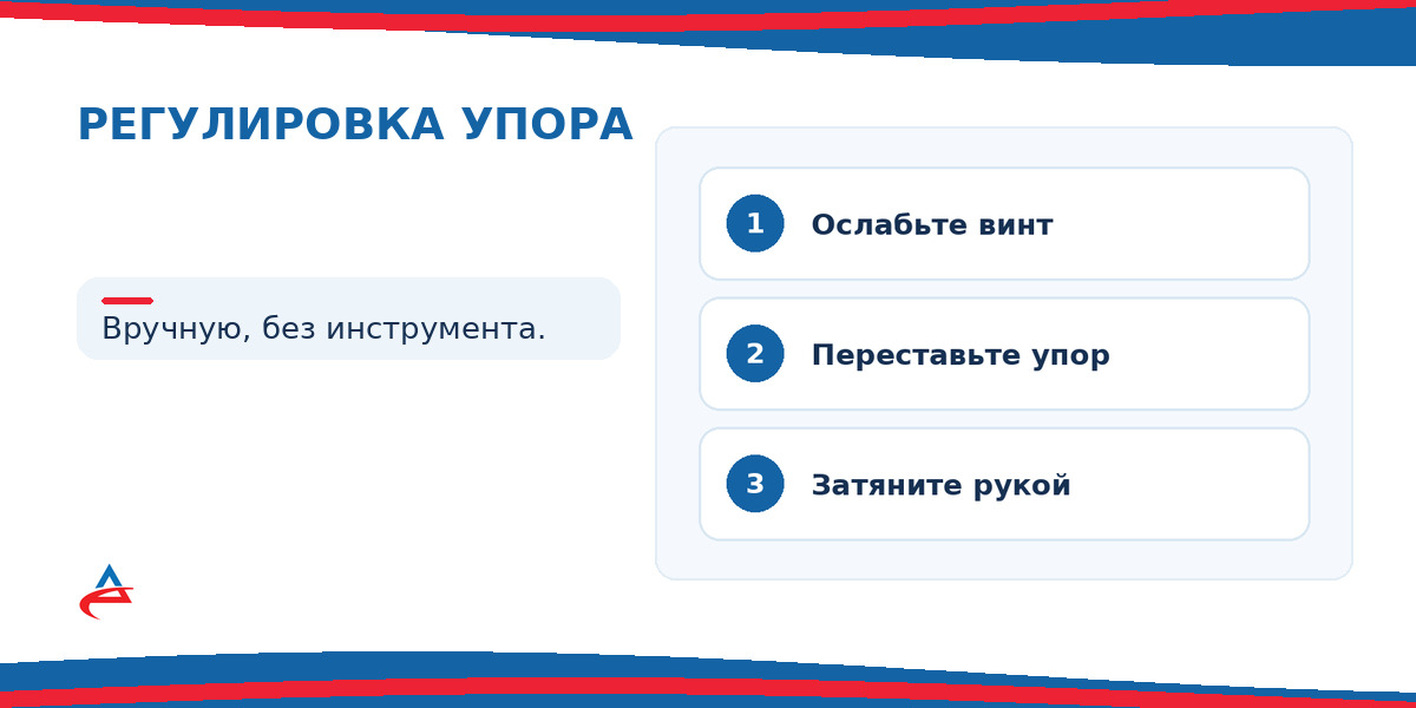 РЕГУЛИРОВКА УПОРА
Вручную, без инструмента.
1 Ослабьте винт
2 Переставьте упор
3 Затяните рукой